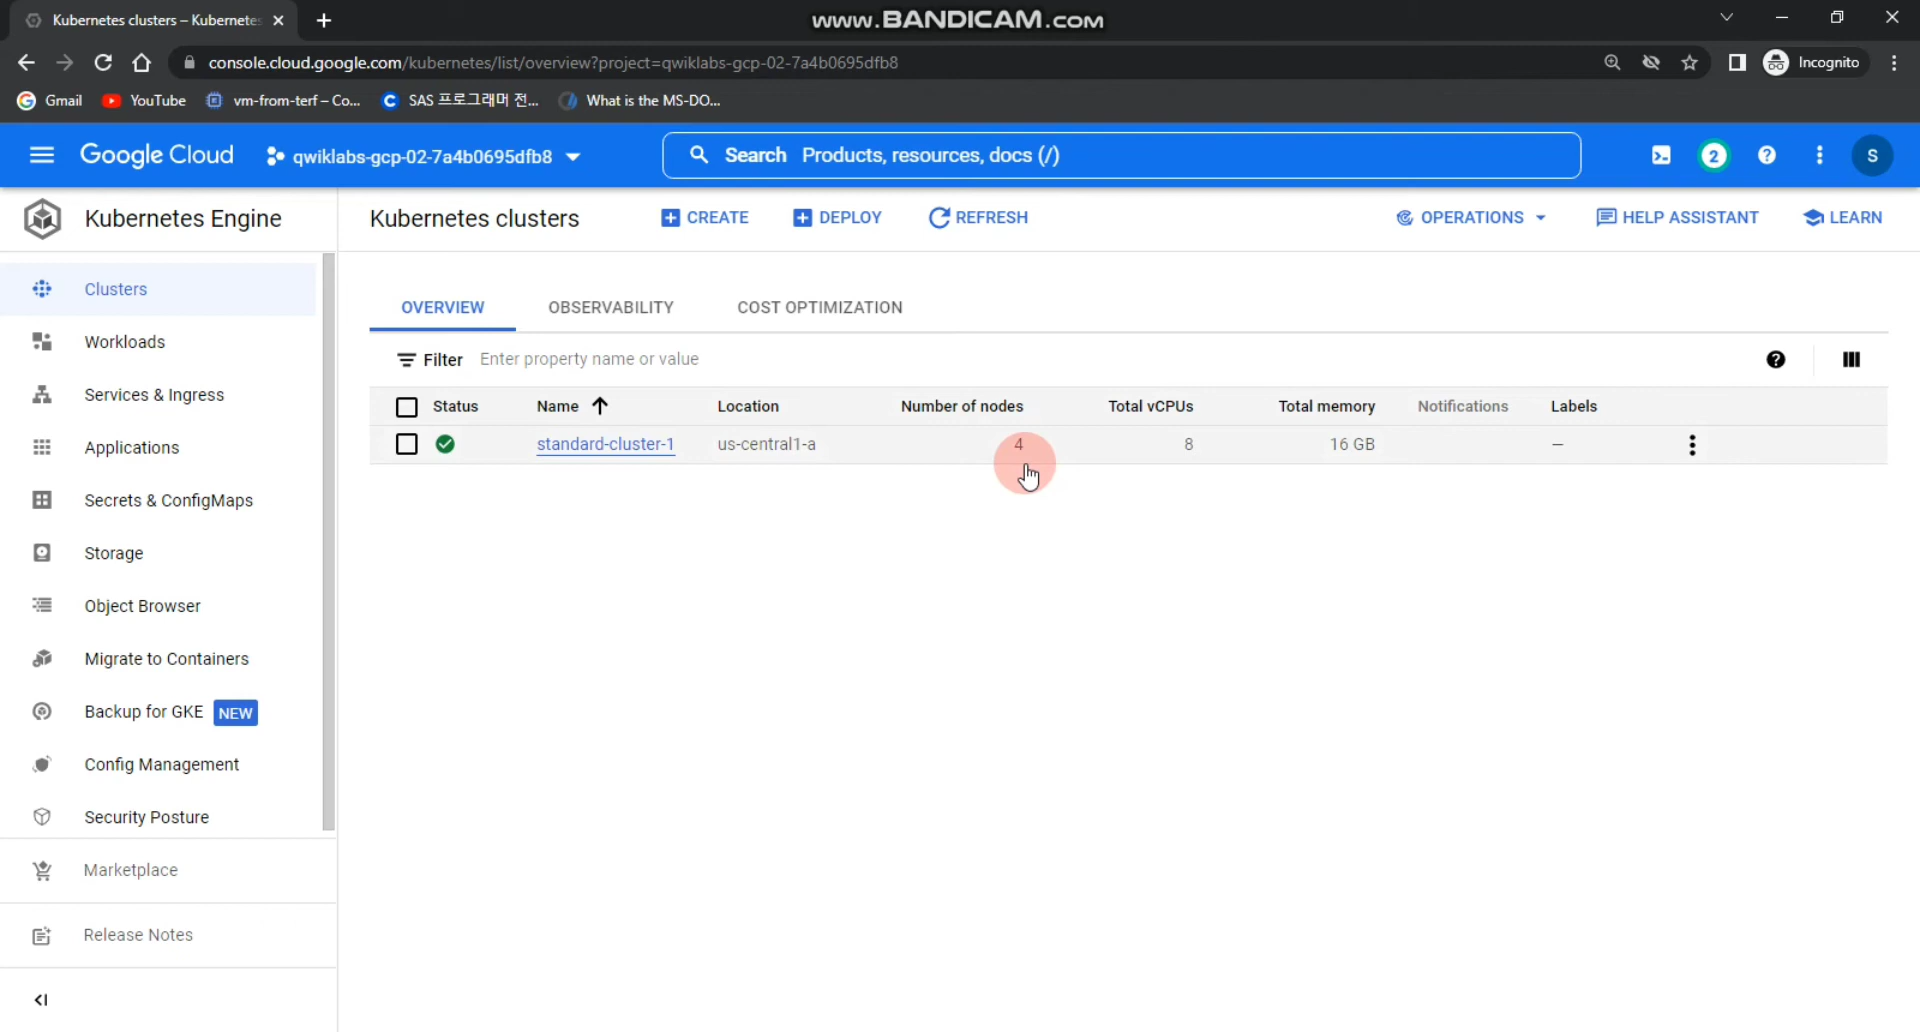 Kubernetes clusters – Kubernete
www.BANDICAM.com
console.cloud.google.com/kubernetes/list/overview?project=qwiklabs-gcp-02-7a4b0695dfb8
Incognito
Gmail YouTube vm-from-terf – Co... SAS 프로그래머 전... What is the MS-DO...
Google Cloud qwiklabs-gcp-02-7a4b0695dfb8 Search Products, resources, docs (/) 2 S
Kubernetes Engine
Kubernetes clusters CREATE DEPLOY REFRESH OPERATIONS HELP ASSISTANT LEARN
Clusters
Workloads
Services & Ingress
Applications
Secrets & ConfigMaps
Storage
Object Browser
Migrate to Containers
Backup for GKE NEW
Config Management
Security Posture
Marketplace
Release Notes
OVERVIEW OBSERVABILITY COST OPTIMIZATION
Filter Enter property name or value
Status Name Location Number of nodes Total vCPUs Total memory Notifications Labels
standard-cluster-1 us-central1-a 4 8 16 GB –